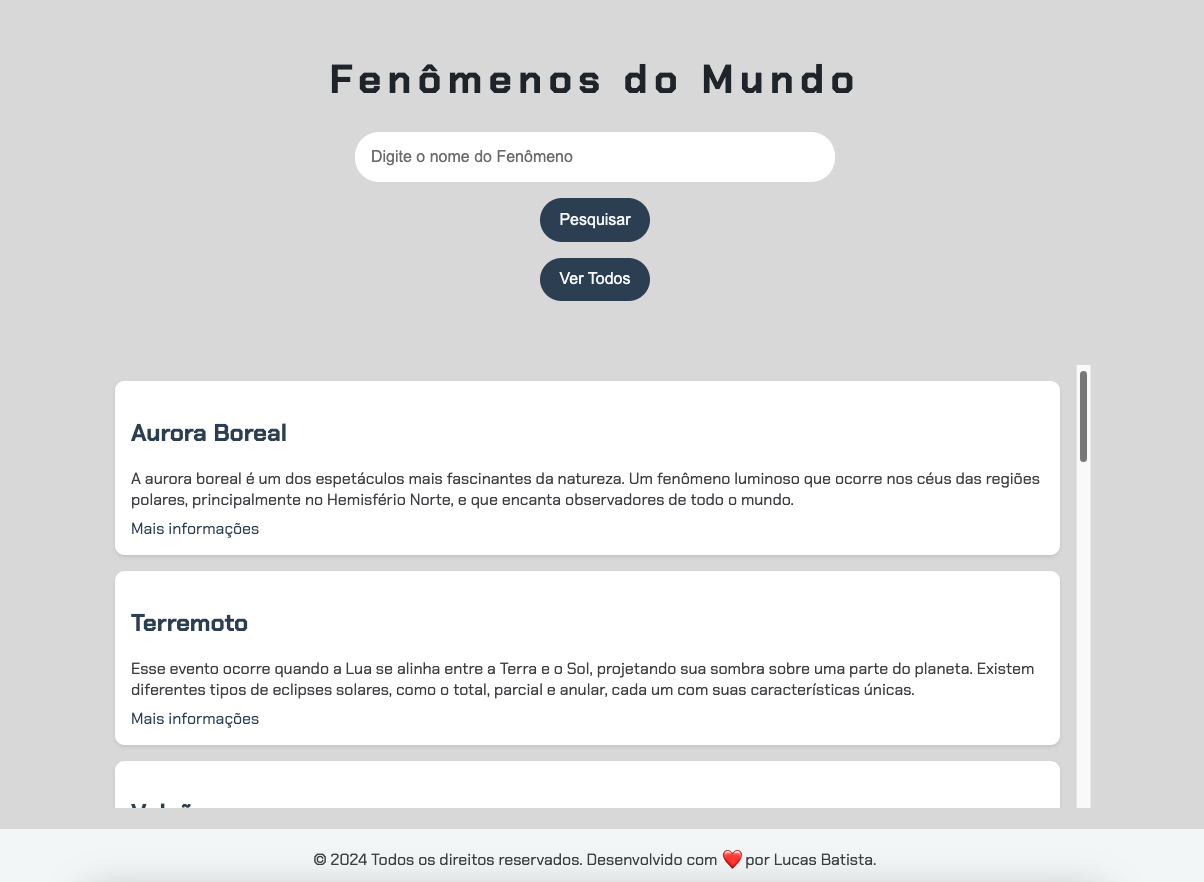 Fenômenos do Mundo
Digite o nome do Fenômeno
Pesquisar
Ver Todos
Aurora Boreal
A aurora boreal é um dos espetáculos mais fascinantes da natureza. Um fenômeno luminoso que ocorre nos céus das regiões
polares, principalmente no Hemisfério Norte, e que encanta observadores de todo o mundo.
Mais informações
Terremoto
Esse evento ocorre quando a Lua se alinha entre a Terra e o Sol, projetando sua sombra sobre uma parte do planeta. Existem
diferentes tipos de eclipses solares, como o total, parcial e anular, cada um com suas características únicas.
Mais informações
© 2024 Todos os direitos reservados. Desenvolvido com ❤️ por Lucas Batista.